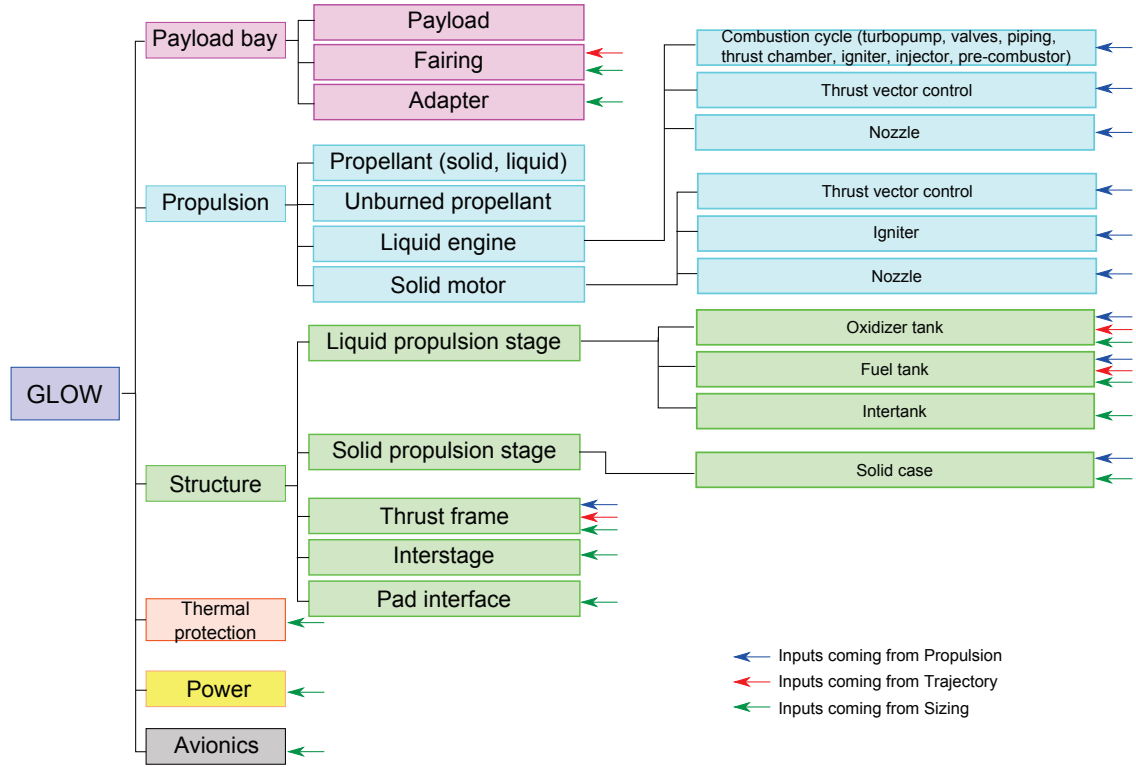 GLOW
Payload bay
Payload
Fairing
Adapter
Propulsion
Propellant (solid, liquid)
Unburned propellant
Liquid engine
Combustion cycle (turbopump, valves, piping,
thrust chamber, igniter, injector, pre-combustor)
Thrust vector control
Nozzle
Solid motor
Thrust vector control
Igniter
Nozzle
Structure
Liquid propulsion stage
Oxidizer tank
Fuel tank
Intertank
Solid propulsion stage
Solid case
Thrust frame
Interstage
Pad interface
Thermal
protection
Power
Avionics
Inputs coming from Propulsion
Inputs coming from Trajectory
Inputs coming from Sizing